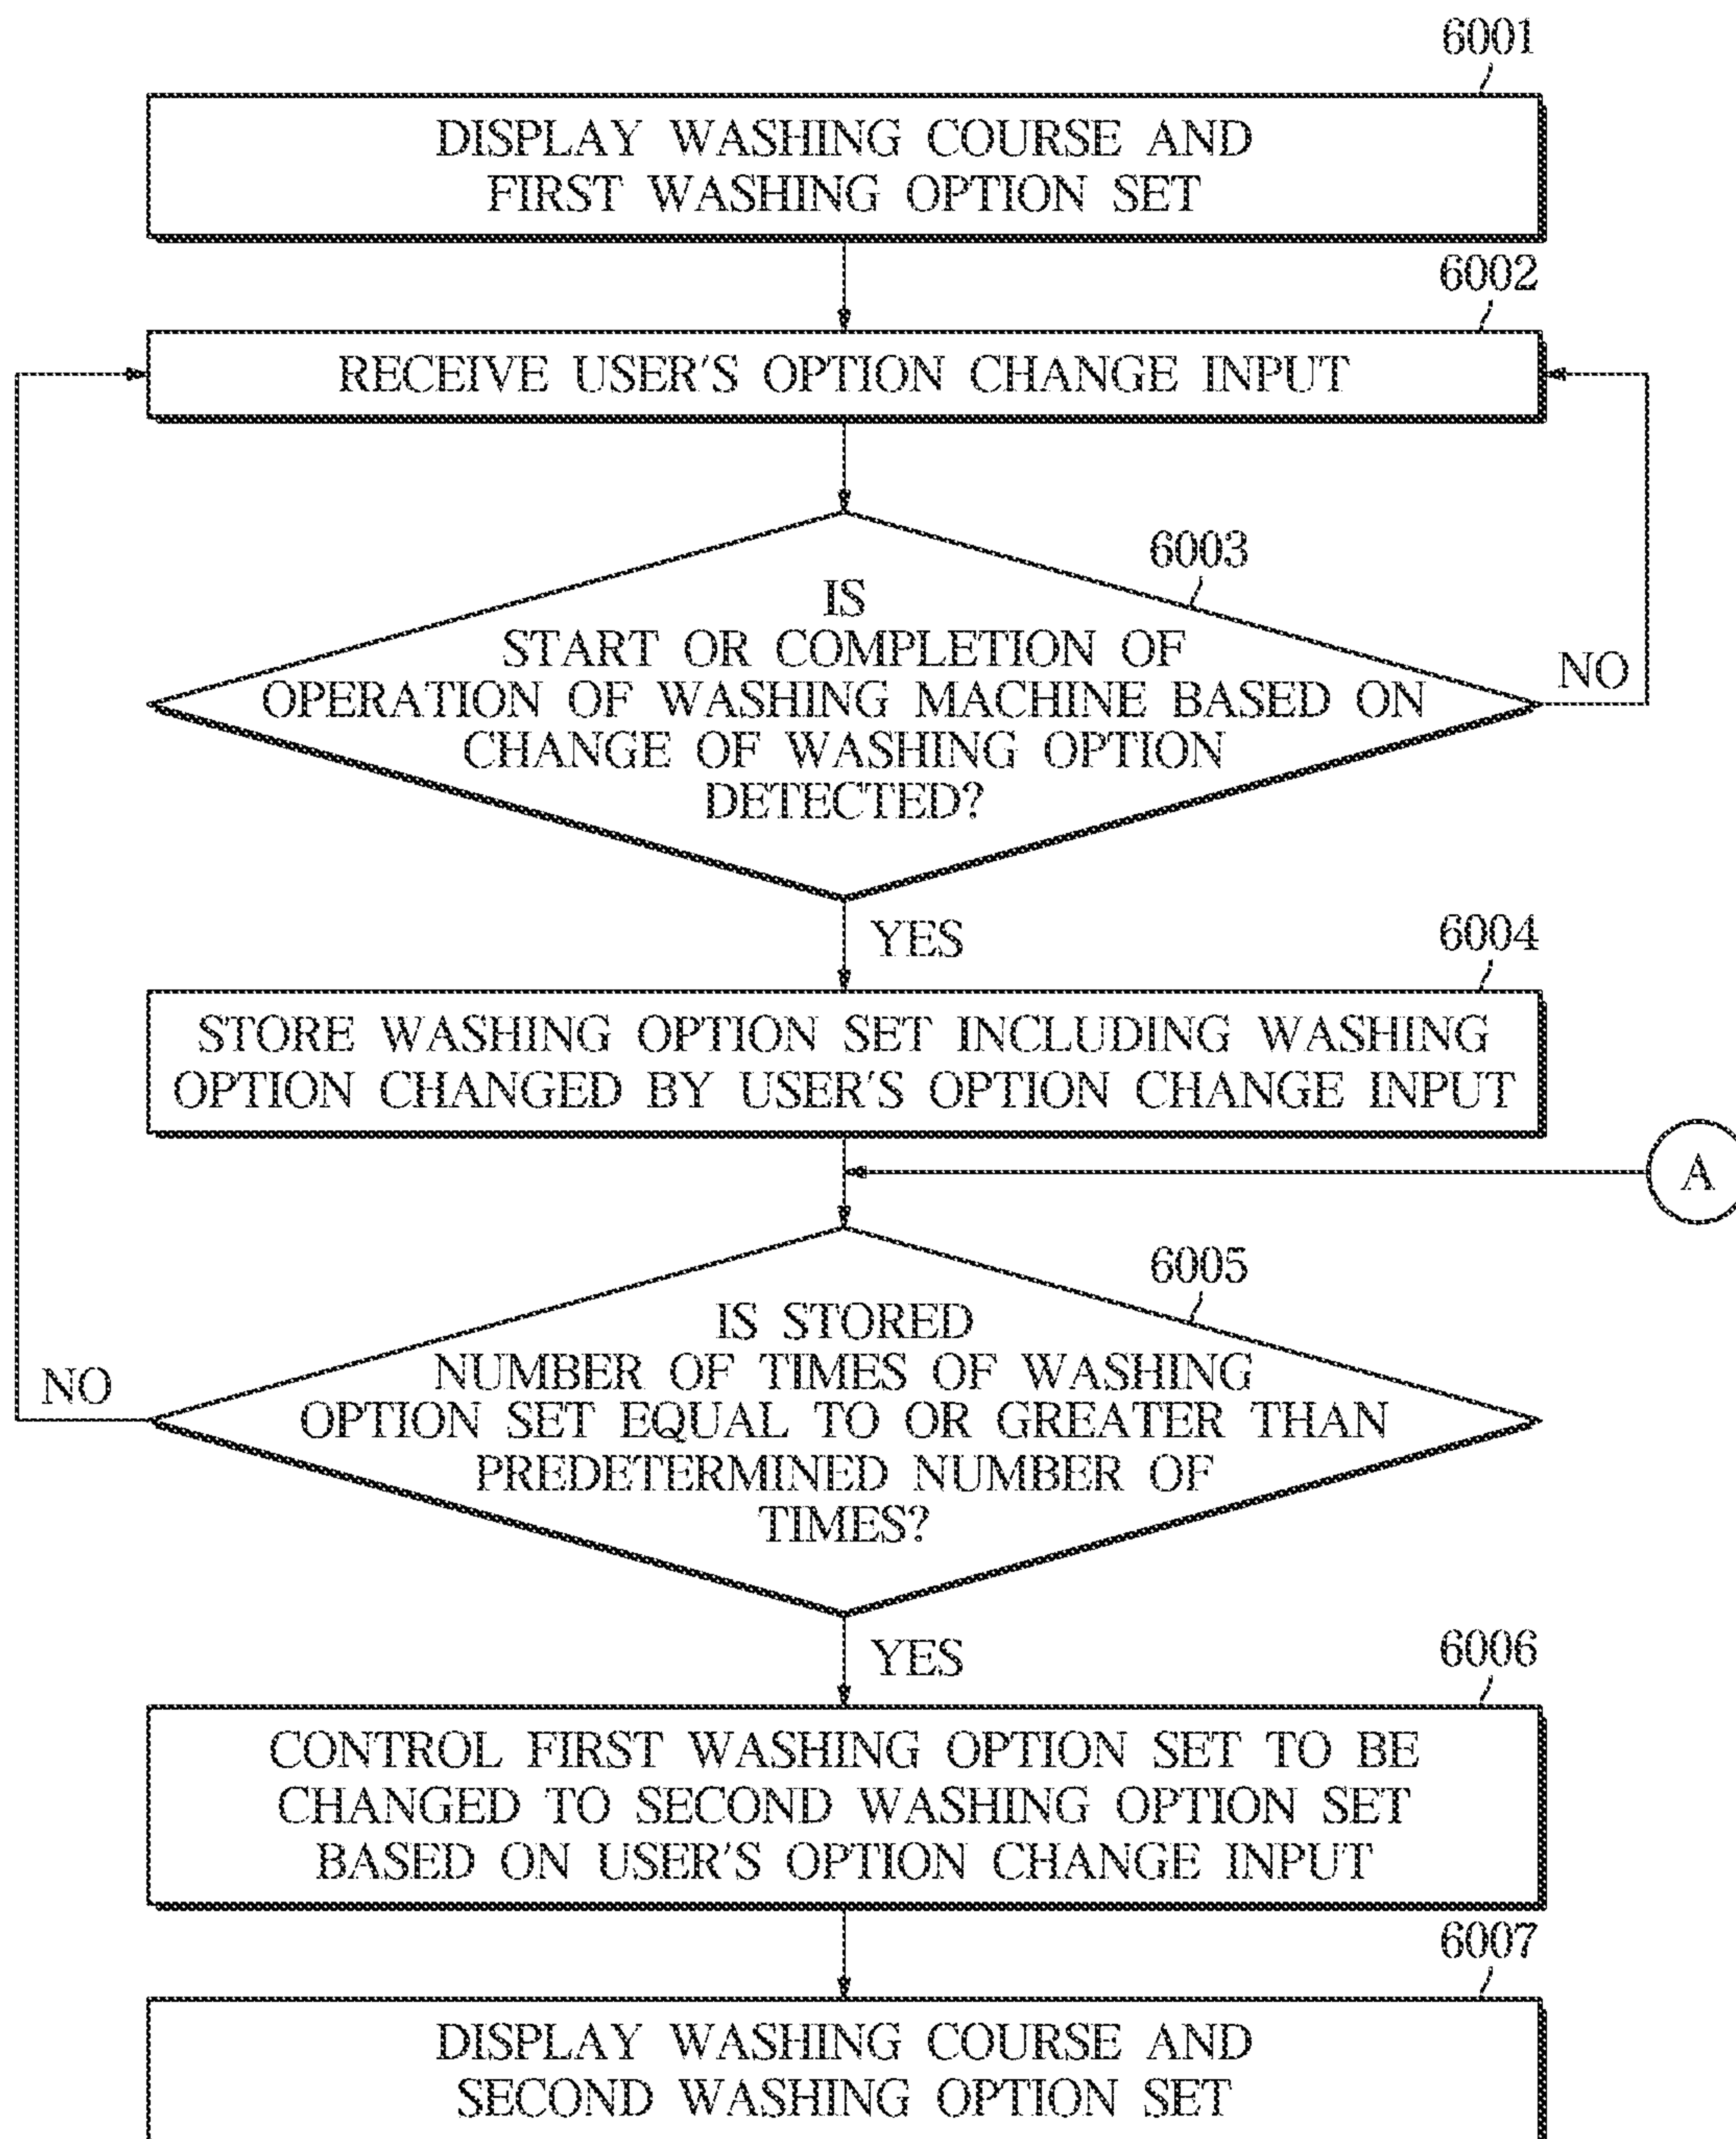 6001
DISPLAY WASHING COURSE AND
FIRST WASHING OPTION SET
6002
RECEIVE USER'S OPTION CHANGE INPUT
6003
IS
START OR COMPLETION OF
OPERATION OF WASHING MACHINE BASED ON
CHANGE OF WASHING OPTION
DETECTED?
NO
YES
6004
STORE WASHING OPTION SET INCLUDING WASHING
OPTION CHANGED BY USER'S OPTION CHANGE INPUT
A
6005
IS STORED
NUMBER OF TIMES OF WASHING
OPTION SET EQUAL TO OR GREATER THAN
PREDETERMINED NUMBER OF
TIMES?
NO
YES
6006
CONTROL FIRST WASHING OPTION SET TO BE
CHANGED TO SECOND WASHING OPTION SET
BASED ON USER'S OPTION CHANGE INPUT
6007
DISPLAY WASHING COURSE AND
SECOND WASHING OPTION SET